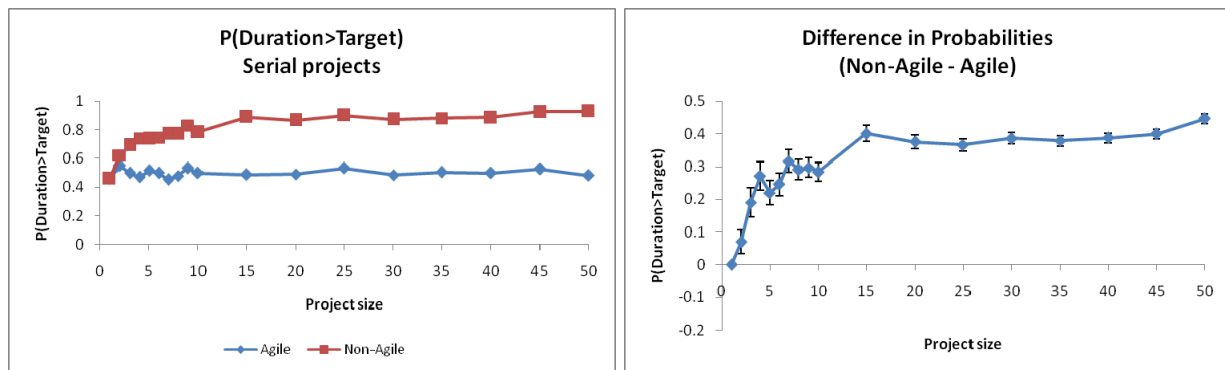 P(Duration>Target)
Serial projects
P(Duration>Target)
1
0.8
0.6
0.4
0.2
0
0 5 10 15 20 25 30 35 40 45 50
Project size
Agile Non-Agile
Difference in Probabilities
(Non-Agile - Agile)
P(Duration>Target)
0.5
0.4
0.3
0.2
0.1
0
-0.1
-0.2
0 5 10 15 20 25 30 35 40 45 50
Project size